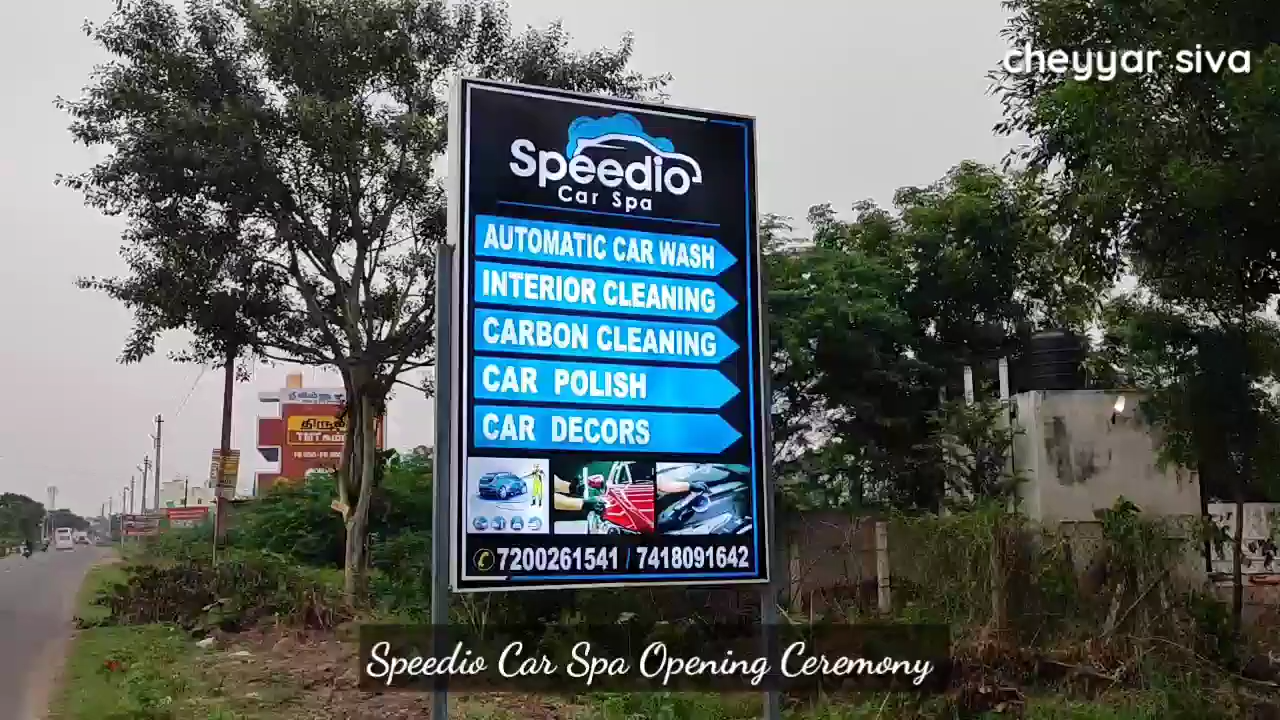 cheyyar siva
Speedio
Car Spa
AUTOMATIC CAR WASH
INTERIOR CLEANING
CARBON CLEANING
CAR POLISH
CAR DECORS
7200261541 / 7418091642
Speedio Car Spa Opening Ceremony